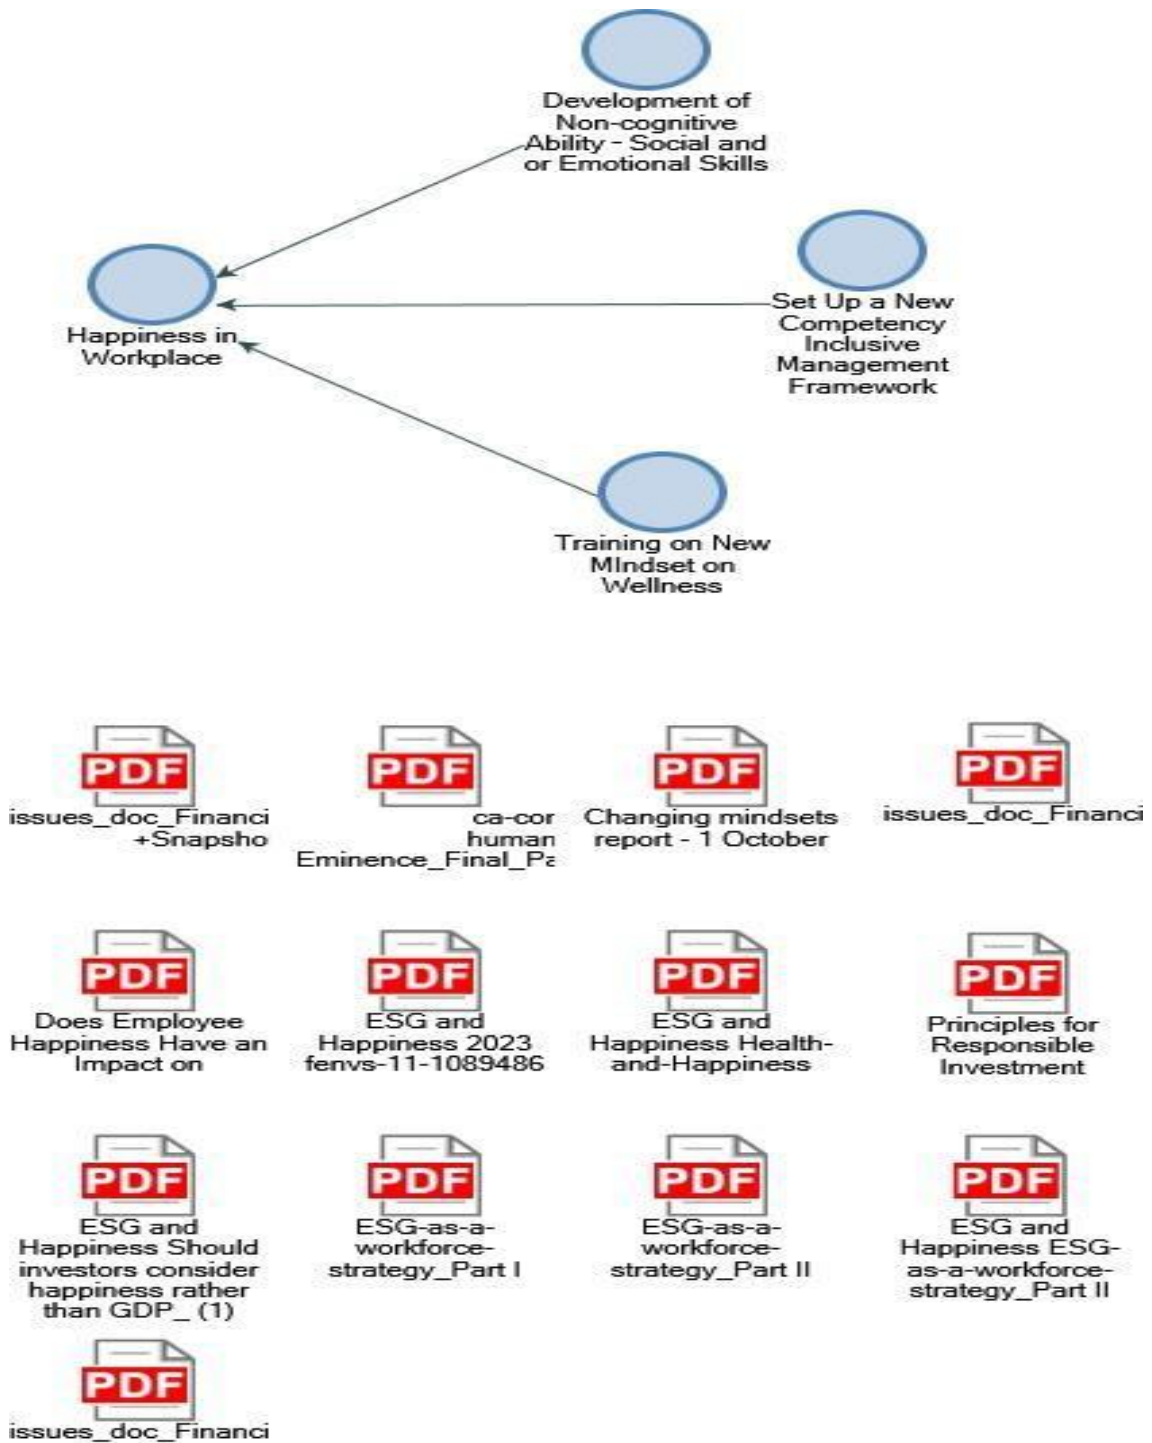 Development of
Non-cognitive
Ability - Social and
or Emotional Skills
Happiness in
Workplace
Set Up a New
Competency
Inclusive
Management
Framework
Training on New
MIndset on
Wellness
PDF
issues_doc_Financi
+Snapsho
PDF
ca-cor
human
Eminence_Final_Pa
PDF
Changing mindsets
report - 1 October
PDF
issues_doc_Financi
PDF
Does Employee
Happiness Have an
Impact on
PDF
ESG and
Happiness 2023
fenvs-11-1089486
PDF
ESG and
Happiness Health-
and-Happiness
PDF
Principles for
Responsible
Investment
PDF
ESG and
Happiness Should
investors consider
happiness rather
than GDP_ (1)
PDF
ESG-as-a-
workforce-
strategy_Part I
PDF
ESG-as-a-
workforce-
strategy_Part II
PDF
ESG and
Happiness ESG-
as-a-workforce-
strategy_Part II
PDF
issues_doc_Financi